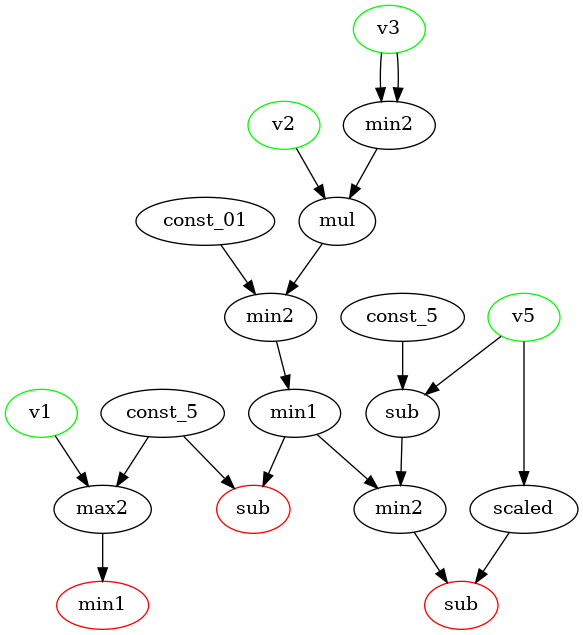 v3
v2
min2
const_01
mul
min2
const_5
v5
v1
const_5
min1
sub
max2
sub
min2
scaled
min1
sub